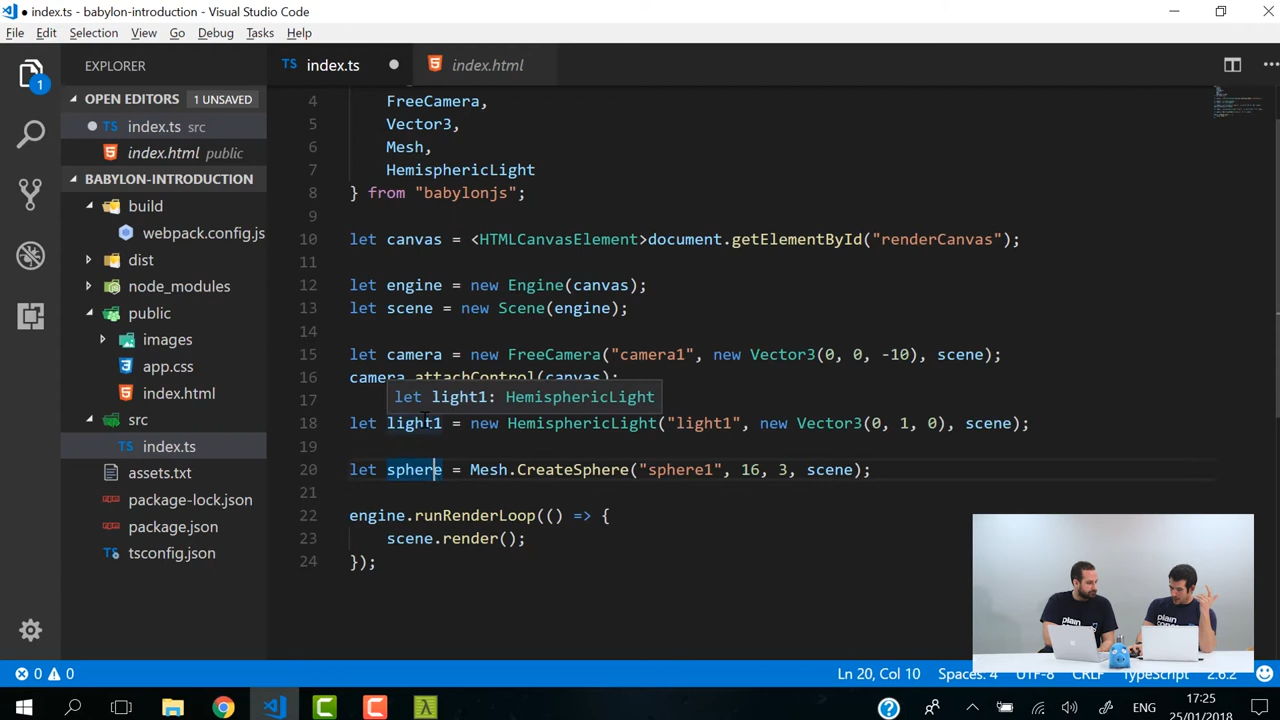 index.ts - babylon-introduction - Visual Studio Code
File Edit Selection View Go Debug Tasks Help
EXPLORER
OPEN EDITORS 1 UNSAVED
TS index.ts src
index.html public
BABYLON-INTRODUCTION
build
webpack.config.js
dist
node_modules
public
images
app.css
index.html
src
TS index.ts
assets.txt
package-lock.json
package.json
TS tsconfig.json
1
TS index.ts
index.html
4 FreeCamera,
5 Vector3,
6 Mesh,
7 HemisphericLight
8 } from "babylonjs";
9
10 let canvas = <HTMLCanvasElement>document.getElementById("renderCanvas");
11
12 let engine = new Engine(canvas);
13 let scene = new Scene(engine);
14
15 let camera = new FreeCamera("camera1", new Vector3(0, 0, -10), scene);
16 camera.attachControl(canvas);
let light1: HemisphericLight
17
18 let light1 = new HemisphericLight("light1", new Vector3(0, 1, 0), scene);
19
20 let sphere = Mesh.CreateSphere("sphere1", 16, 3, scene);
21
22 engine.runRenderLoop(() => {
23 scene.render();
24 });
plain
plain
0 0 Ln 20, Col 10 Spaces: 4 UTF-8 CRLF TypeScript 2.6.2
ENG
17:25
25/01/2018